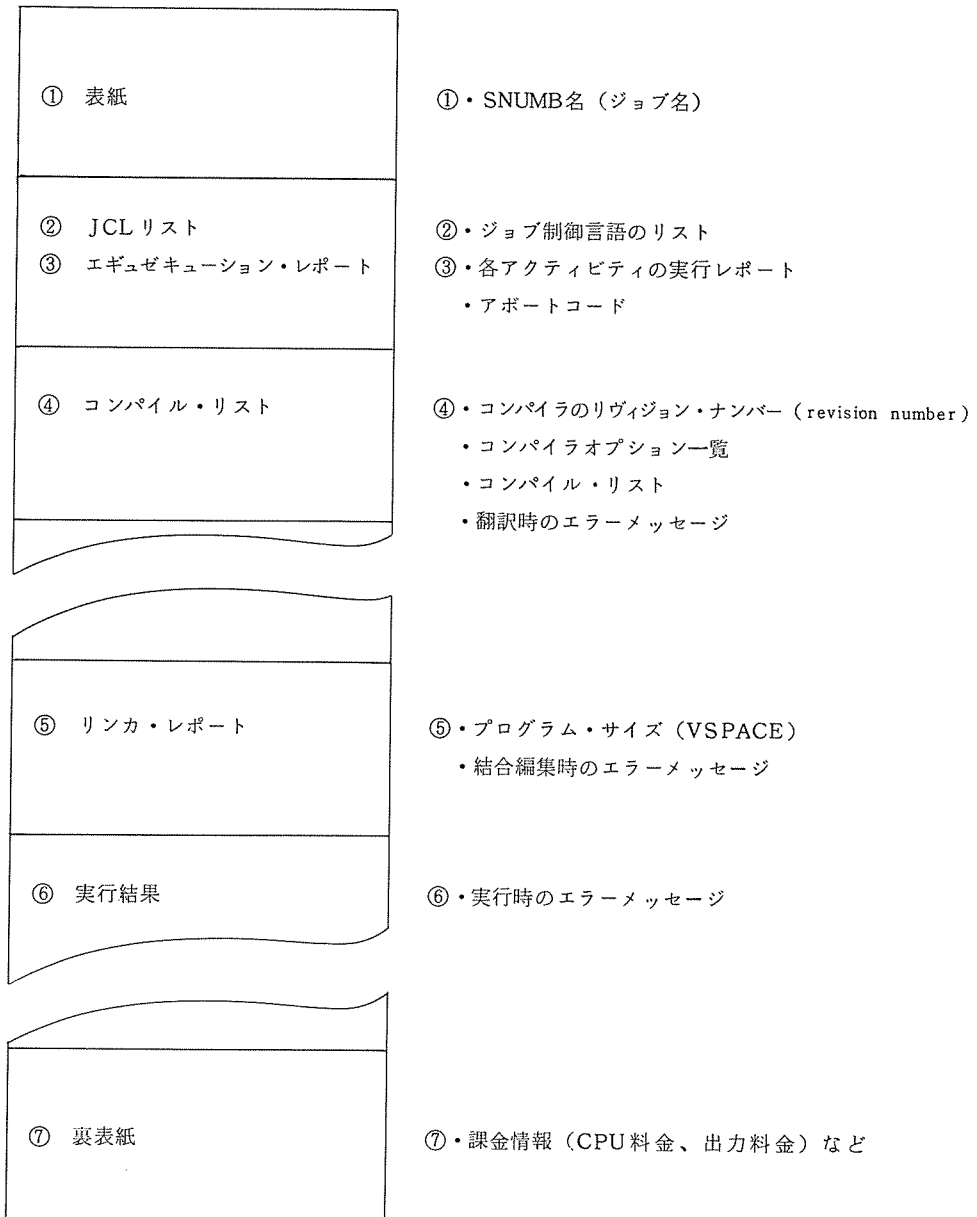 ① 表紙
①・SNUMB名（ジョブ名）
② JCLリスト
②・ジョブ制御言語のリスト
③ エギュゼキューション・レポート
③・各アクティビティの実行レポート
・アボートコード
④ コンパイル・リスト
④・コンパイラのリヴィジョン・ナンバー（revision number）
・コンパイラオプション一覧
・コンパイル・リスト
・翻訳時のエラーメッセージ
⑤ リンカ・レポート
⑤・プログラム・サイズ（VSPACE）
・結合編集時のエラーメッセージ
⑥ 実行結果
⑥・実行時のエラーメッセージ
⑦ 裏表紙
⑦・課金情報（CPU料金、出力料金）など